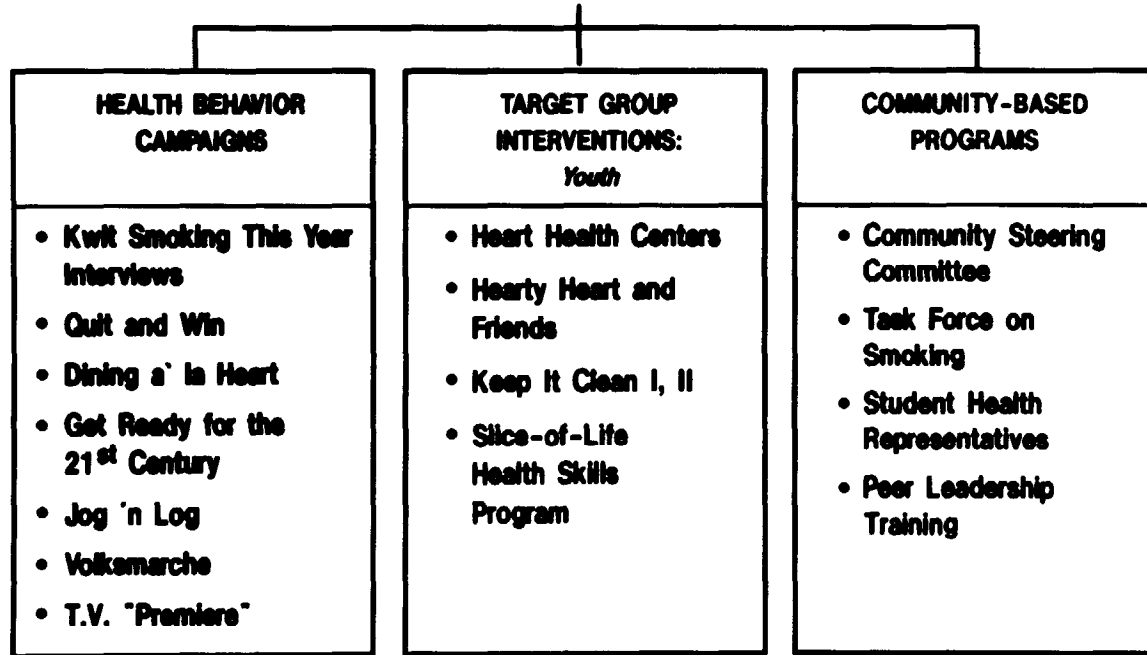 HEALTH BEHAVIOR
CAMPAIGNS
• Kwit Smoking This Year
Interviews
• Quit and Win
• Dining a` la Heart
• Get Ready for the
21st Century
• Jog 'n Log
• Volksmarche
• T.V. "Premiere"
TARGET GROUP
INTERVENTIONS:
Youth
• Heart Health Centers
• Hearty Heart and
Friends
• Keep It Clean I, II
• Slice-of-Life
Health Skills
Program
COMMUNITY-BASED
PROGRAMS
• Community Steering
Committee
• Task Force on
Smoking
• Student Health
Representatives
• Peer Leadership
Training